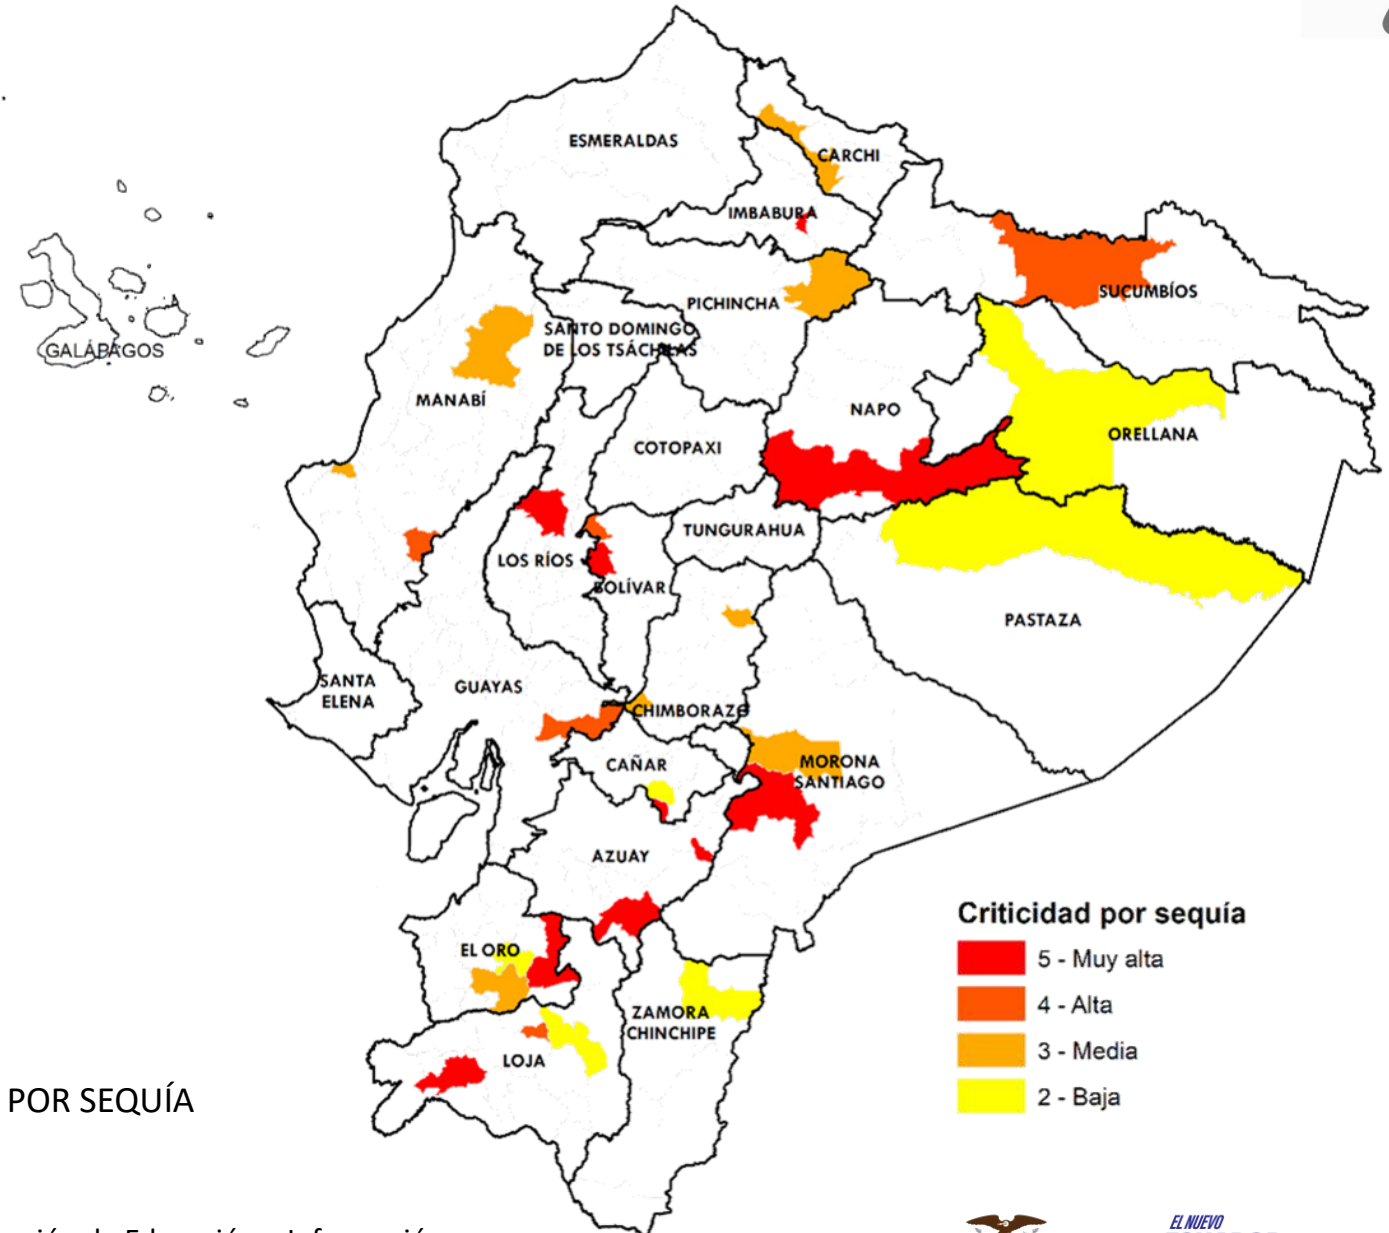 ESMERALDAS
CARCHI
IMBABURA
SUCUMBÍOS
PICHINCHA
SANTO DOMINGO
DE LOS TSÁCHILAS
GALÁPAGOS
MANABÍ
NAPO
ORELLANA
COTOPAXI
TUNGURAHUA
LOS RÍOS
BOLÍVAR
PASTAZA
SANTA
ELENA
GUAYAS
CHIMBORAZO
CAÑAR
MORONA
SANTIAGO
AZUAY
EL ORO
ZAMORA
CHINCHIPE
LOJA
Criticidad por sequía
5 - Muy alta
4 - Alta
3 - Media
2 - Baja
POR SEQUÍA
EL NUEVO